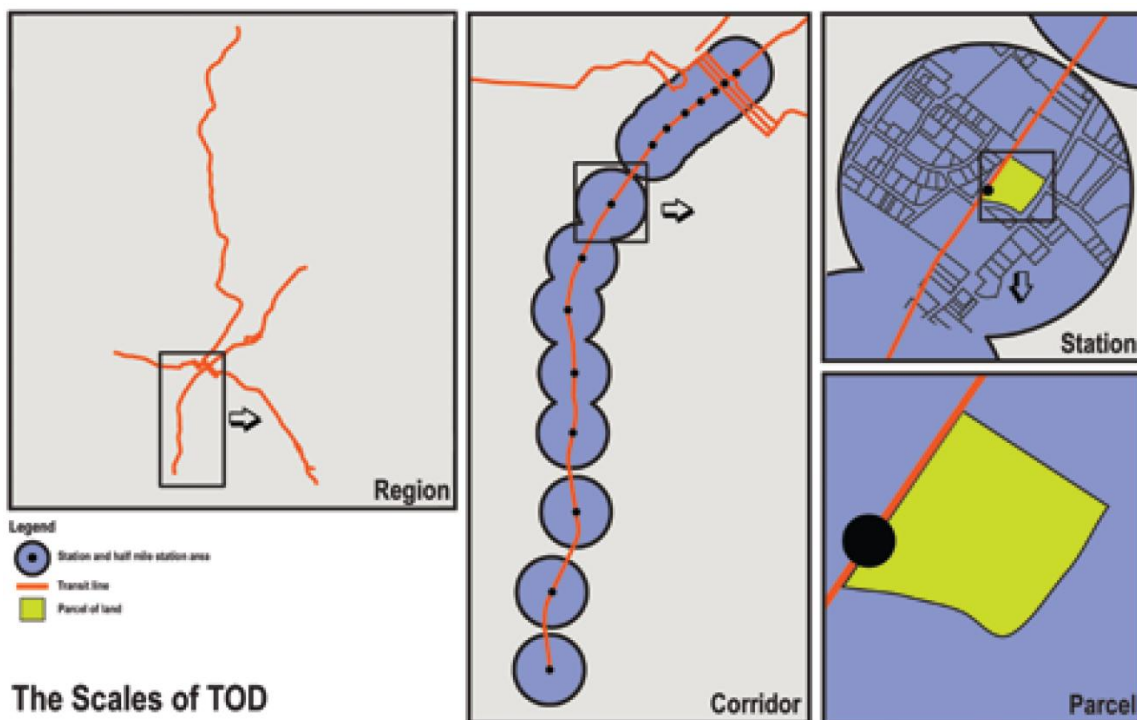 Region
Legend
Station and half mile station area
Transit line
Parcel of land
The Scales of TOD
Corridor
Station
Parcel